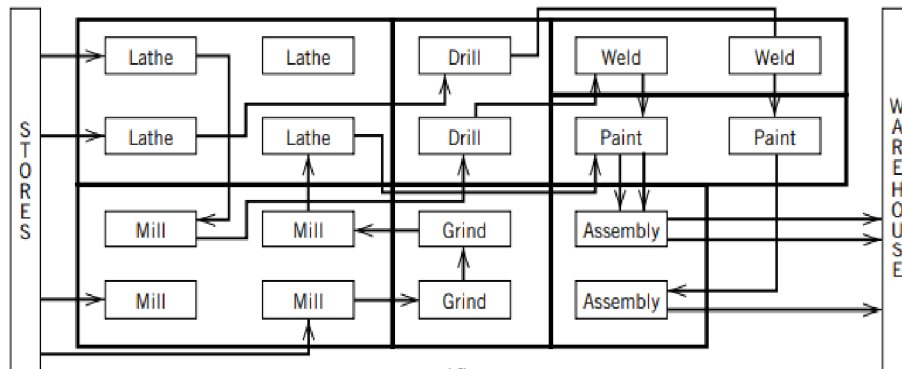 STORES
Lathe Lathe Drill Weld Weld
Lathe Lathe Drill Paint Paint
Mill Mill Grind Assembly
Mill Mill Grind Assembly
WAREHOUSE